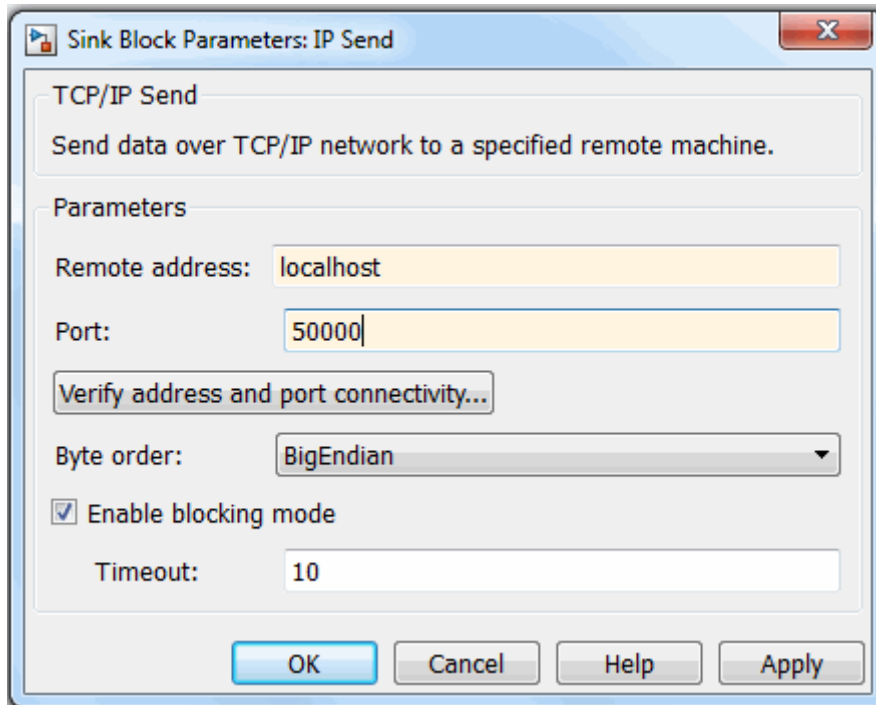 Sink Block Parameters: IP Send
TCP/IP Send
Send data over TCP/IP network to a specified remote machine.
Parameters
Remote address: localhost
Port: 50000
Verify address and port connectivity...
Byte order: BigEndian
Enable blocking mode
Timeout: 10
OK Cancel Help Apply